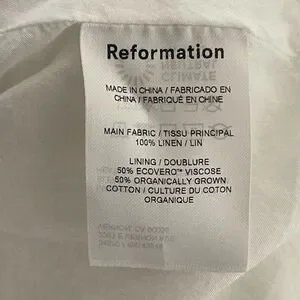 Reformation
MADE IN CHINA / FABRICADO EN
CHINA / FABRIQUÉ EN CHINE
MAIN FABRIC / TISSU PRINCIPAL
100% LINEN / LIN
LINING / DOUBLURE
50% ECOVERO™ VISCOSE
50% ORGANICALLY GROWN
COTTON / CULTURE DU COTON
ORGANIQUE